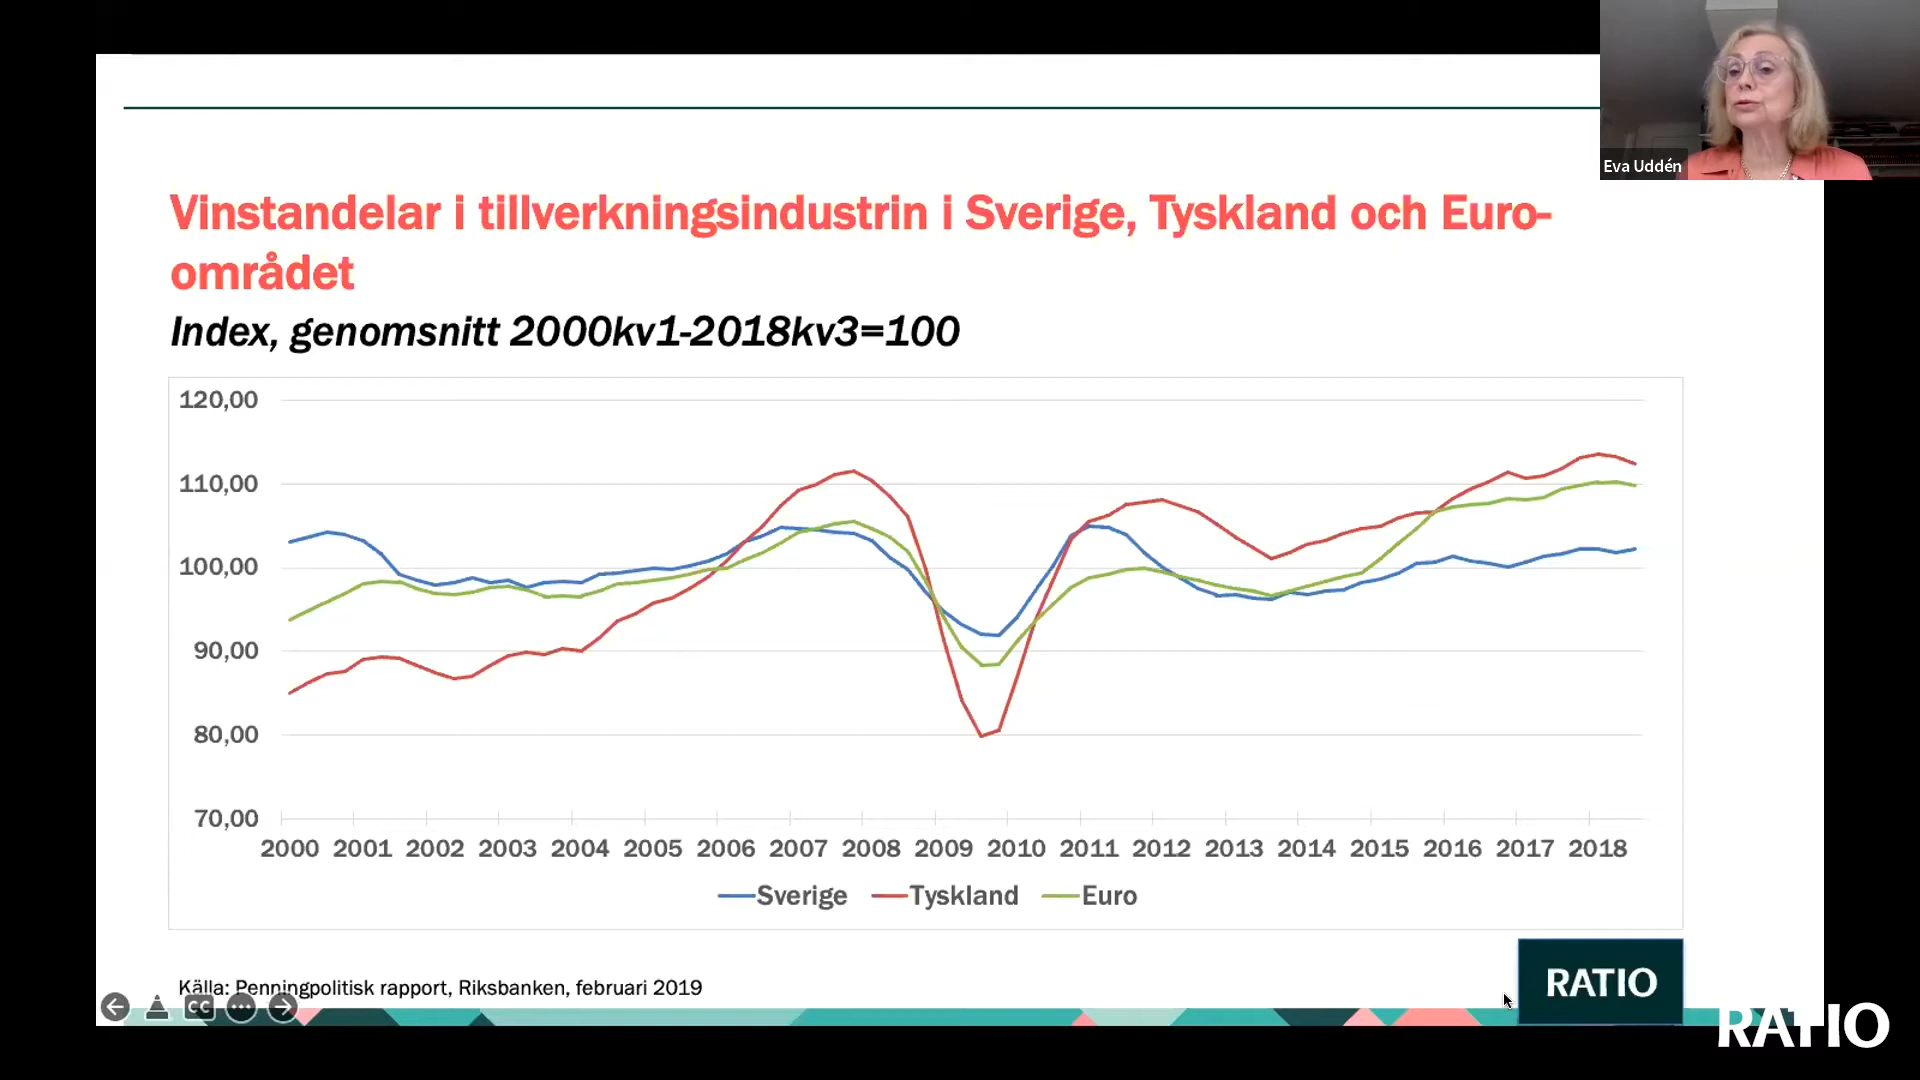 Eva Uddén
Vinstandelar i tillverkningsindustrin i Sverige, Tyskland och Euro-
området
Index, genomsnitt 2000kv1-2018kv3=100
120,00
110,00
100,00
90,00
80,00
70,00
2000 2001 2002 2003 2004 2005 2006 2007 2008 2009 2010 2011 2012 2013 2014 2015 2016 2017 2018
Sverige Tyskland Euro
Källa: Penningpolitisk rapport, Riksbanken, februari 2019
CC
RATIO
RATIO